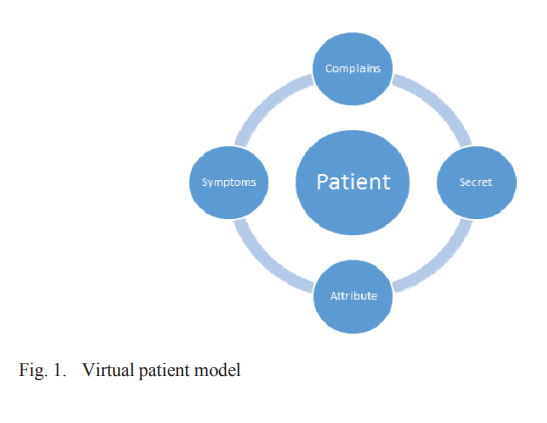 Complains
Symptoms
Patient
Secret
Attribute
Fig. 1. Virtual patient model